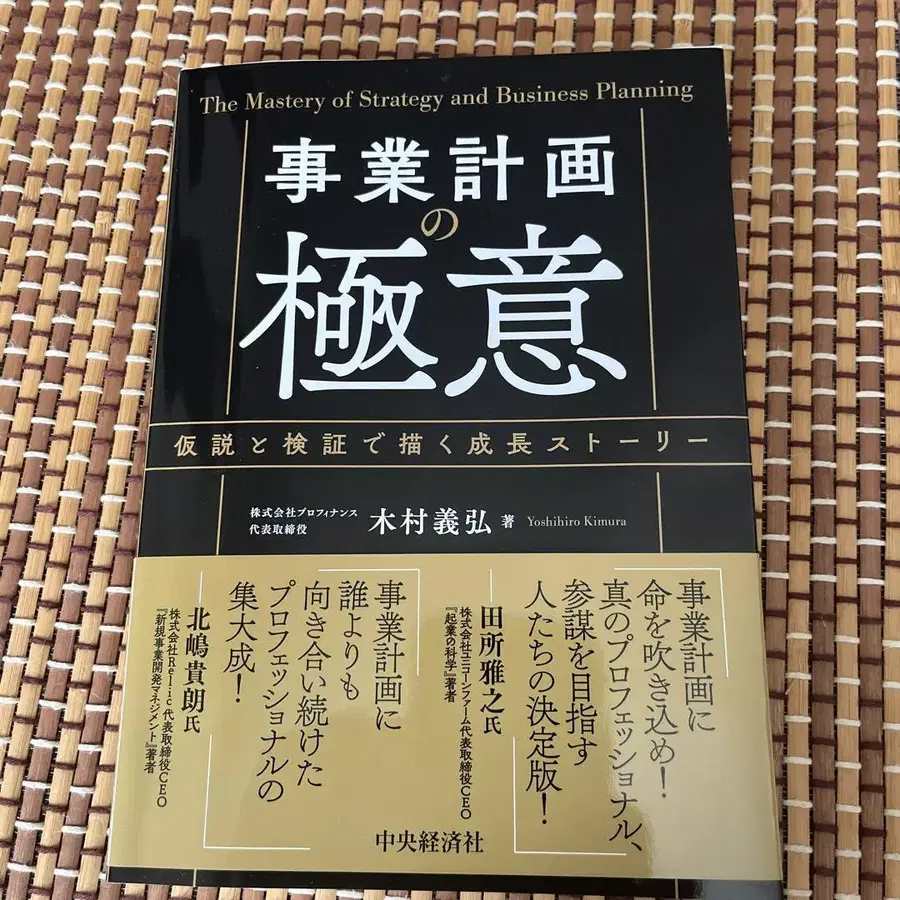 The Mastery of Strategy and Business Planning
事業計画
の
極意
仮説と検証で描く成長ストーリー
株式会社プロフィナンス
代表取締役
木村義弘 著 Yoshihiro Kimura
事業計画に
命を吹き込め！
真のプロフェッショナル、
参謀を目指す
人たちの決定版！
田所雅之氏
株式会社ユニコーンファーム代表取締役CEO
『起業の科学』著者
事業計画に
誰よりも
向き合い続けた
プロフェッショナルの
集大成！
北嶋貴朗氏
株式会社Relic代表取締役CEO
『新規事業開発マネジメント』著者
中央経済社